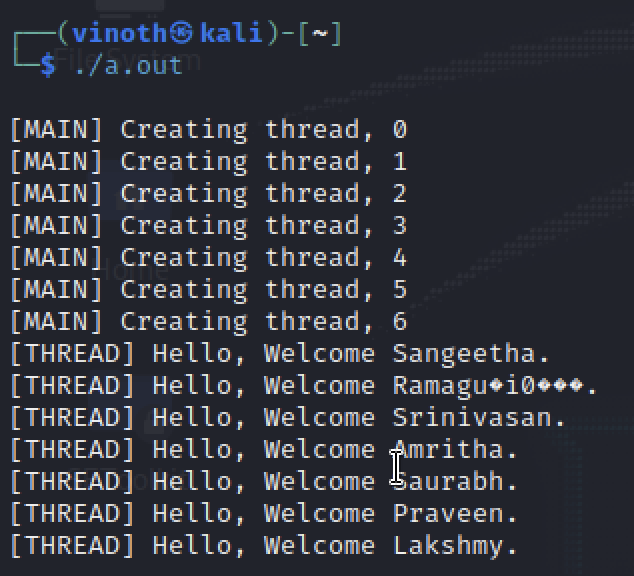 ┌──(vinoth㉿kali)-[~]
└─$ ./a.out
[MAIN] Creating thread, 0
[MAIN] Creating thread, 1
[MAIN] Creating thread, 2
[MAIN] Creating thread, 3
[MAIN] Creating thread, 4
[MAIN] Creating thread, 5
[MAIN] Creating thread, 6
[THREAD] Hello, Welcome Sangeetha.
[THREAD] Hello, Welcome Ramagu�i0���.
[THREAD] Hello, Welcome Srinivasan.
[THREAD] Hello, Welcome Amritha.
[THREAD] Hello, Welcome Saurabh.
[THREAD] Hello, Welcome Praveen.
[THREAD] Hello, Welcome Lakshmy.
File System
Home